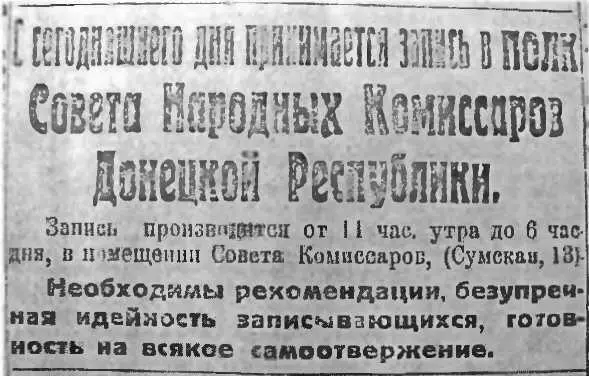 С сегодняшнего дня принимается запись в полк
Совета Народных Комиссаров
Донецкой Республики.
Запись производится от 11 час. утра до 6 час.
дня, в помещении Совета Комиссаров, (Сумская, 13).
Необходимы рекомендации, безупреч-
ная идейность записывающихся, готов-
ность на всякое самоотвержение.